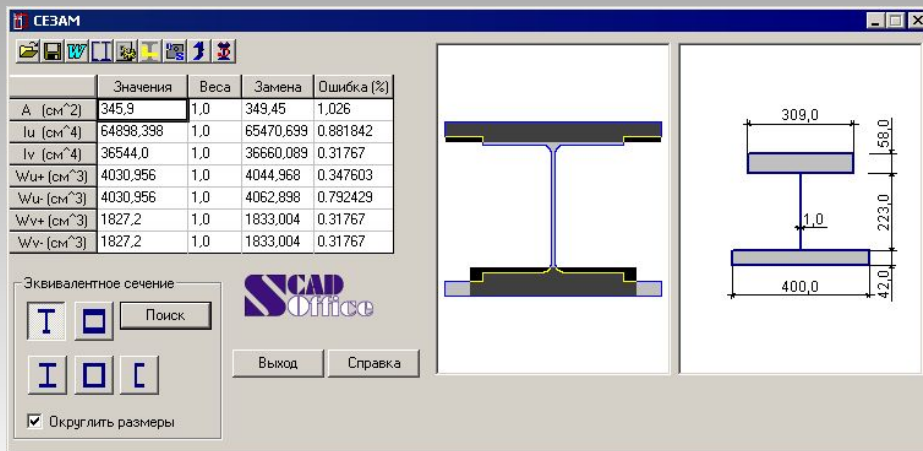 СЕЗАМ
Значения Веса Замена Ошибка (%)
A (см^2) 345,9 1,0 349,45 1,026
Iu (см^4) 64898,398 1,0 65470,699 0.881842
Iv (см^4) 36544,0 1,0 36660,089 0.31767
Wu+ (см^3) 4030,956 1,0 4044,968 0.347603
Wu- (см^3) 4030,956 1,0 4062,898 0.792429
Wv+ (см^3) 1827,2 1,0 1833,004 0.31767
Wv- (см^3) 1827,2 1,0 1833,004 0.31767
Эквивалентное сечение
Поиск
Округлить размеры
SCAD
Office
Выход
Справка
309,0
58,0
1,0
223,0
400,0
42,0